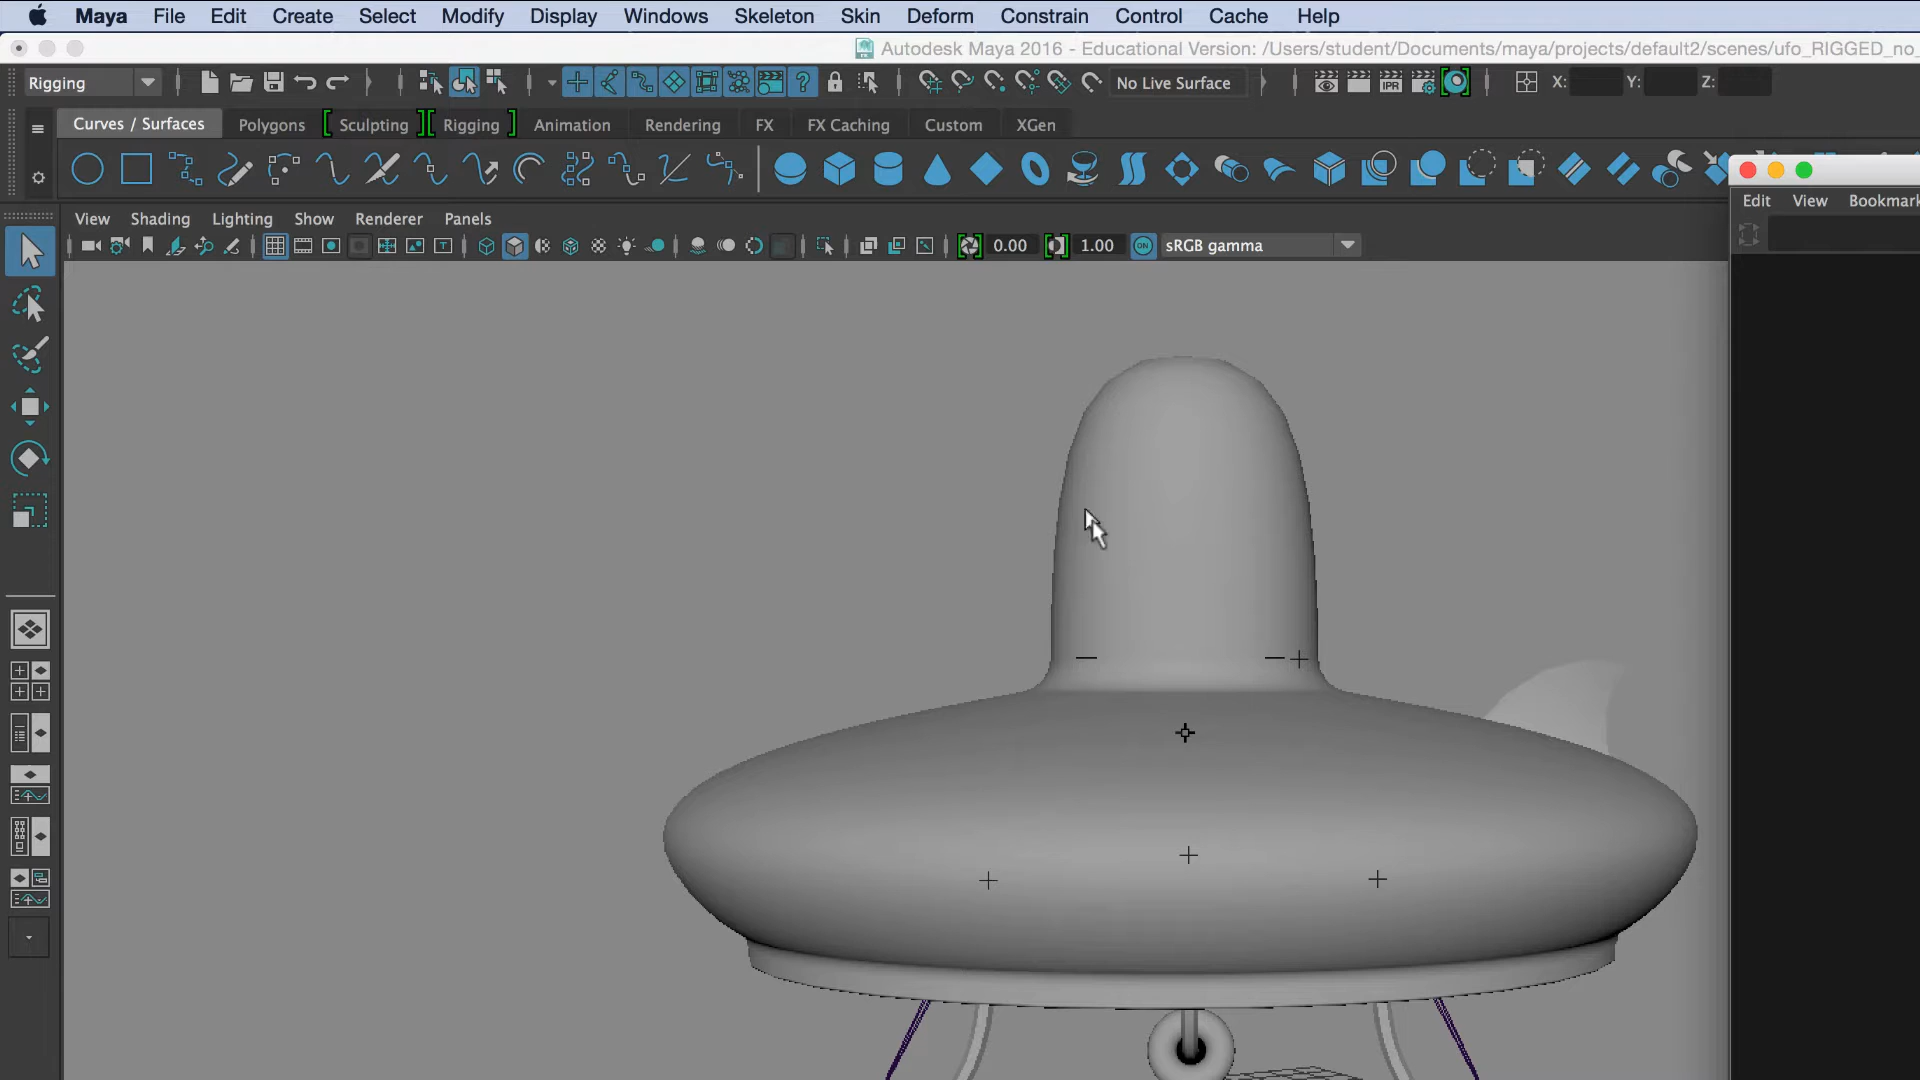 Maya File Edit Create Select Modify Display Windows Skeleton Skin Deform Constrain Control Cache Help
Autodesk Maya 2016 - Educational Version: /Users/student/Documents/maya/projects/default2/scenes/ufo_RIGGED_no_
Rigging No Live Surface IPR X: Y: Z:
Curves / Surfaces Polygons Sculpting Rigging Animation Rendering FX FX Caching Custom XGen
Edit View Bookmark
View Shading Lighting Show Renderer Panels
0.00 1.00 ON sRGB gamma